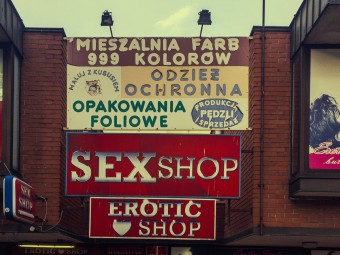 MIESZALNIA FARB
999 KOLORÓW
MALUJ Z KUBUSIEM
ODZIEŻ
OCHRONNA
OPAKOWANIA
FOLIOWE
PRODUKCJA
PĘDZLI
I SPRZEDAŻ
SEX SHOP
EROTIC
SHOP
SEX
SHOP